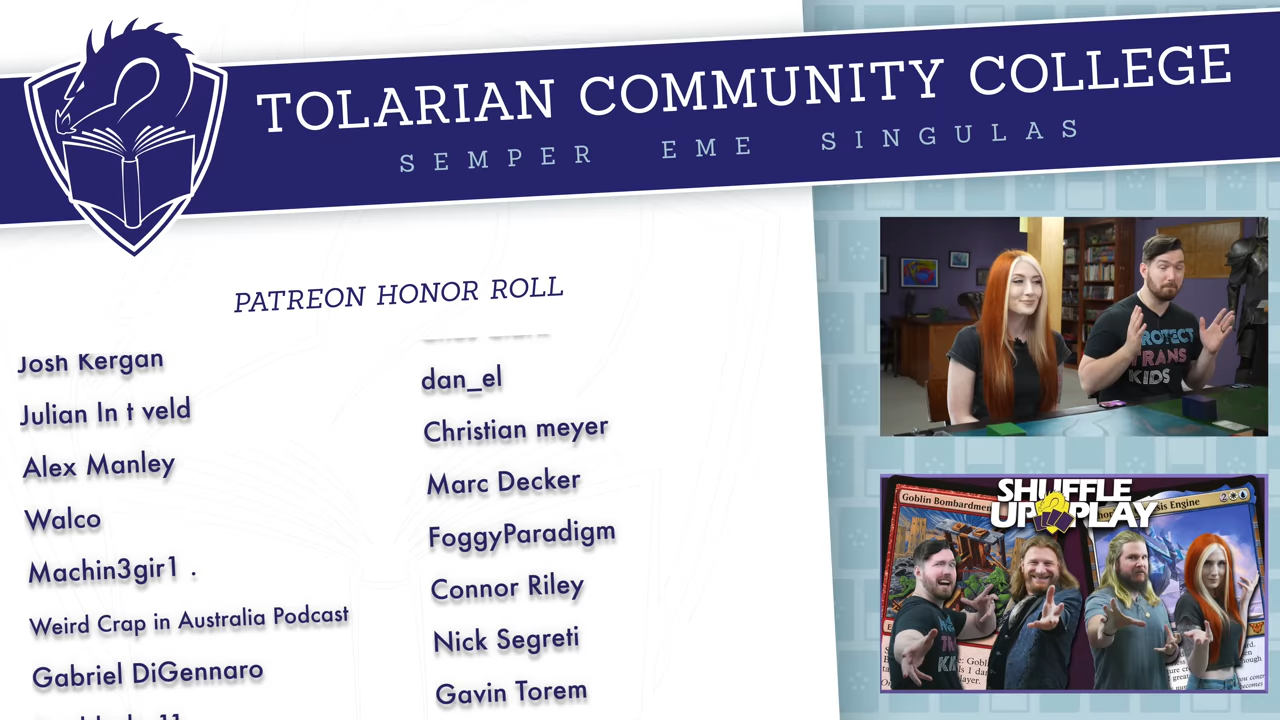 TOLARIAN COMMUNITY COLLEGE
SEMPER EME SINGULAS
PATREON HONOR ROLL
Josh Kergan
Julian In t veld
Alex Manley
Walco
Machin3gir1 .
Weird Crap in Australia Podcast
Gabriel DiGennaro
dan_el
Christian meyer
Marc Decker
FoggyParadigm
Connor Riley
Nick Segreti
Gavin Torem
PROTECT
TRANS
KIDS
SHUFFLE
UP PLAY
Goblin Bombardment
Engine